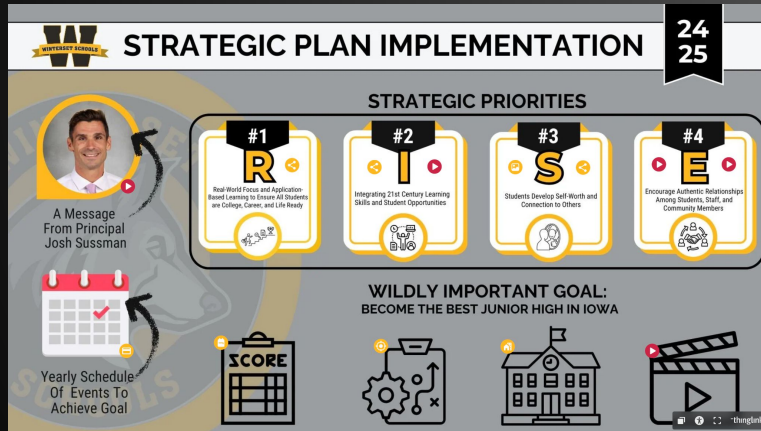 WINTERSET SCHOOLS
STRATEGIC PLAN IMPLEMENTATION
24
25
STRATEGIC PRIORITIES
#1
R
Real-World Focus and Application-
Based Learning to Ensure All Students
are College, Career, and Life Ready
#2
I
Integrating 21st Century Learning
Skills and Student Opportunities
#3
S
Students Develop Self-Worth and
Connection to Others
#4
E
Encourage Authentic Relationships
Among Students, Staff, and
Community Members
A Message
From Principal
Josh Sussman
WILDLY IMPORTANT GOAL:
BECOME THE BEST JUNIOR HIGH IN IOWA
Yearly Schedule
Of Events To
Achieve Goal
SCORE
SCHOOLS